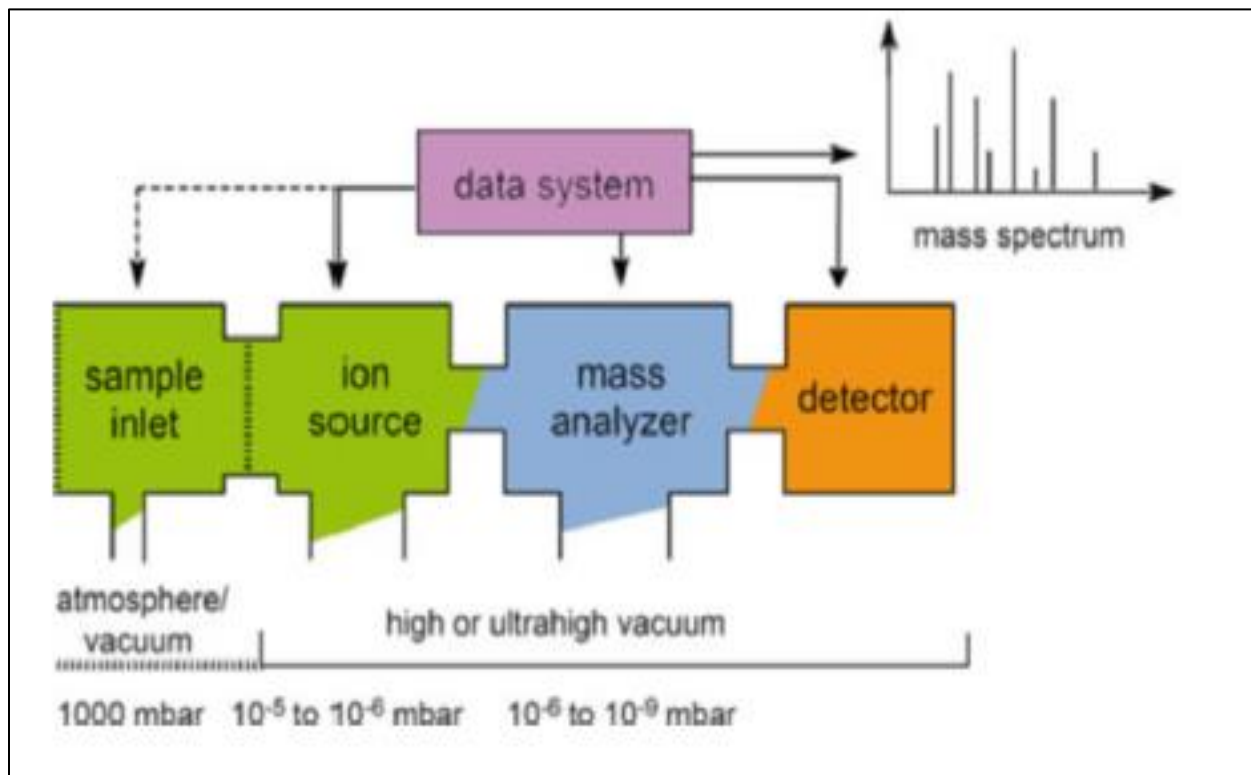 data system
mass spectrum
sample
inlet
ion
source
mass
analyzer
detector
atmosphere/
vacuum
high or ultrahigh vacuum
1000 mbar
10⁻⁵ to 10⁻⁶ mbar
10⁻⁶ to 10⁻⁹ mbar